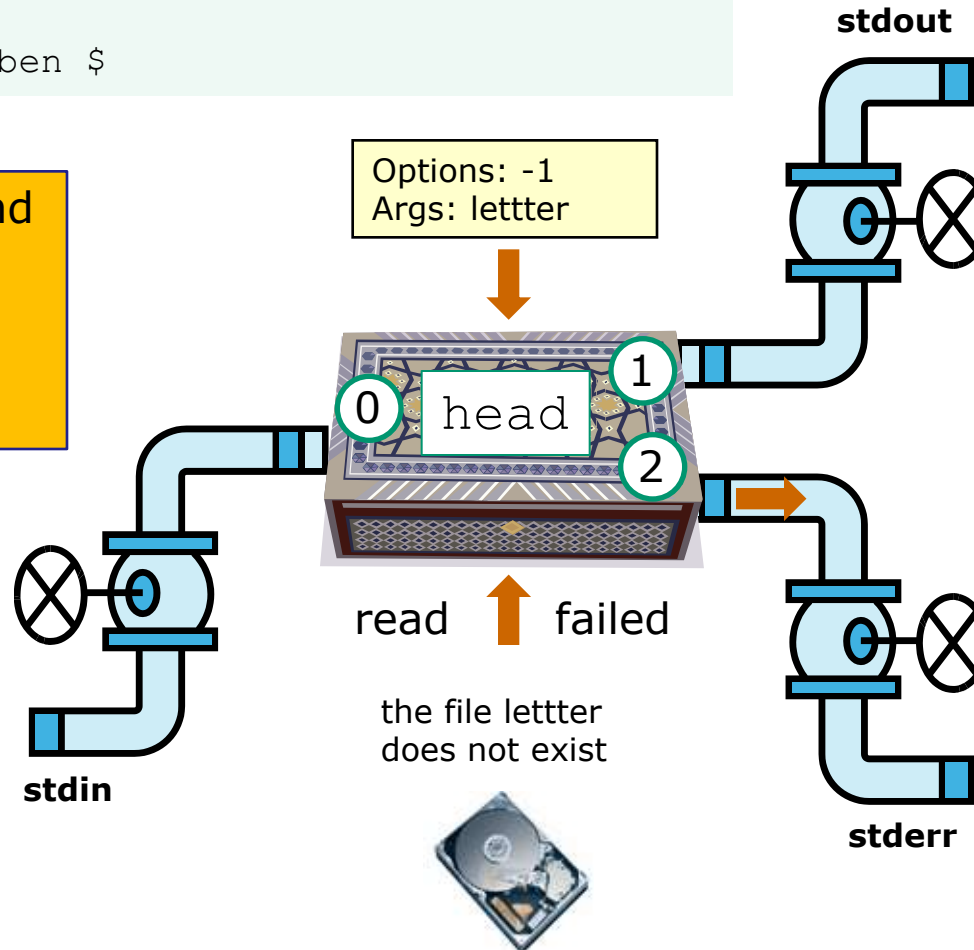 stdout
ben $
nd
Options: -1
Args: lettter
1
0
head
2
read failed
the file lettter
does not exist
stdin
stderr